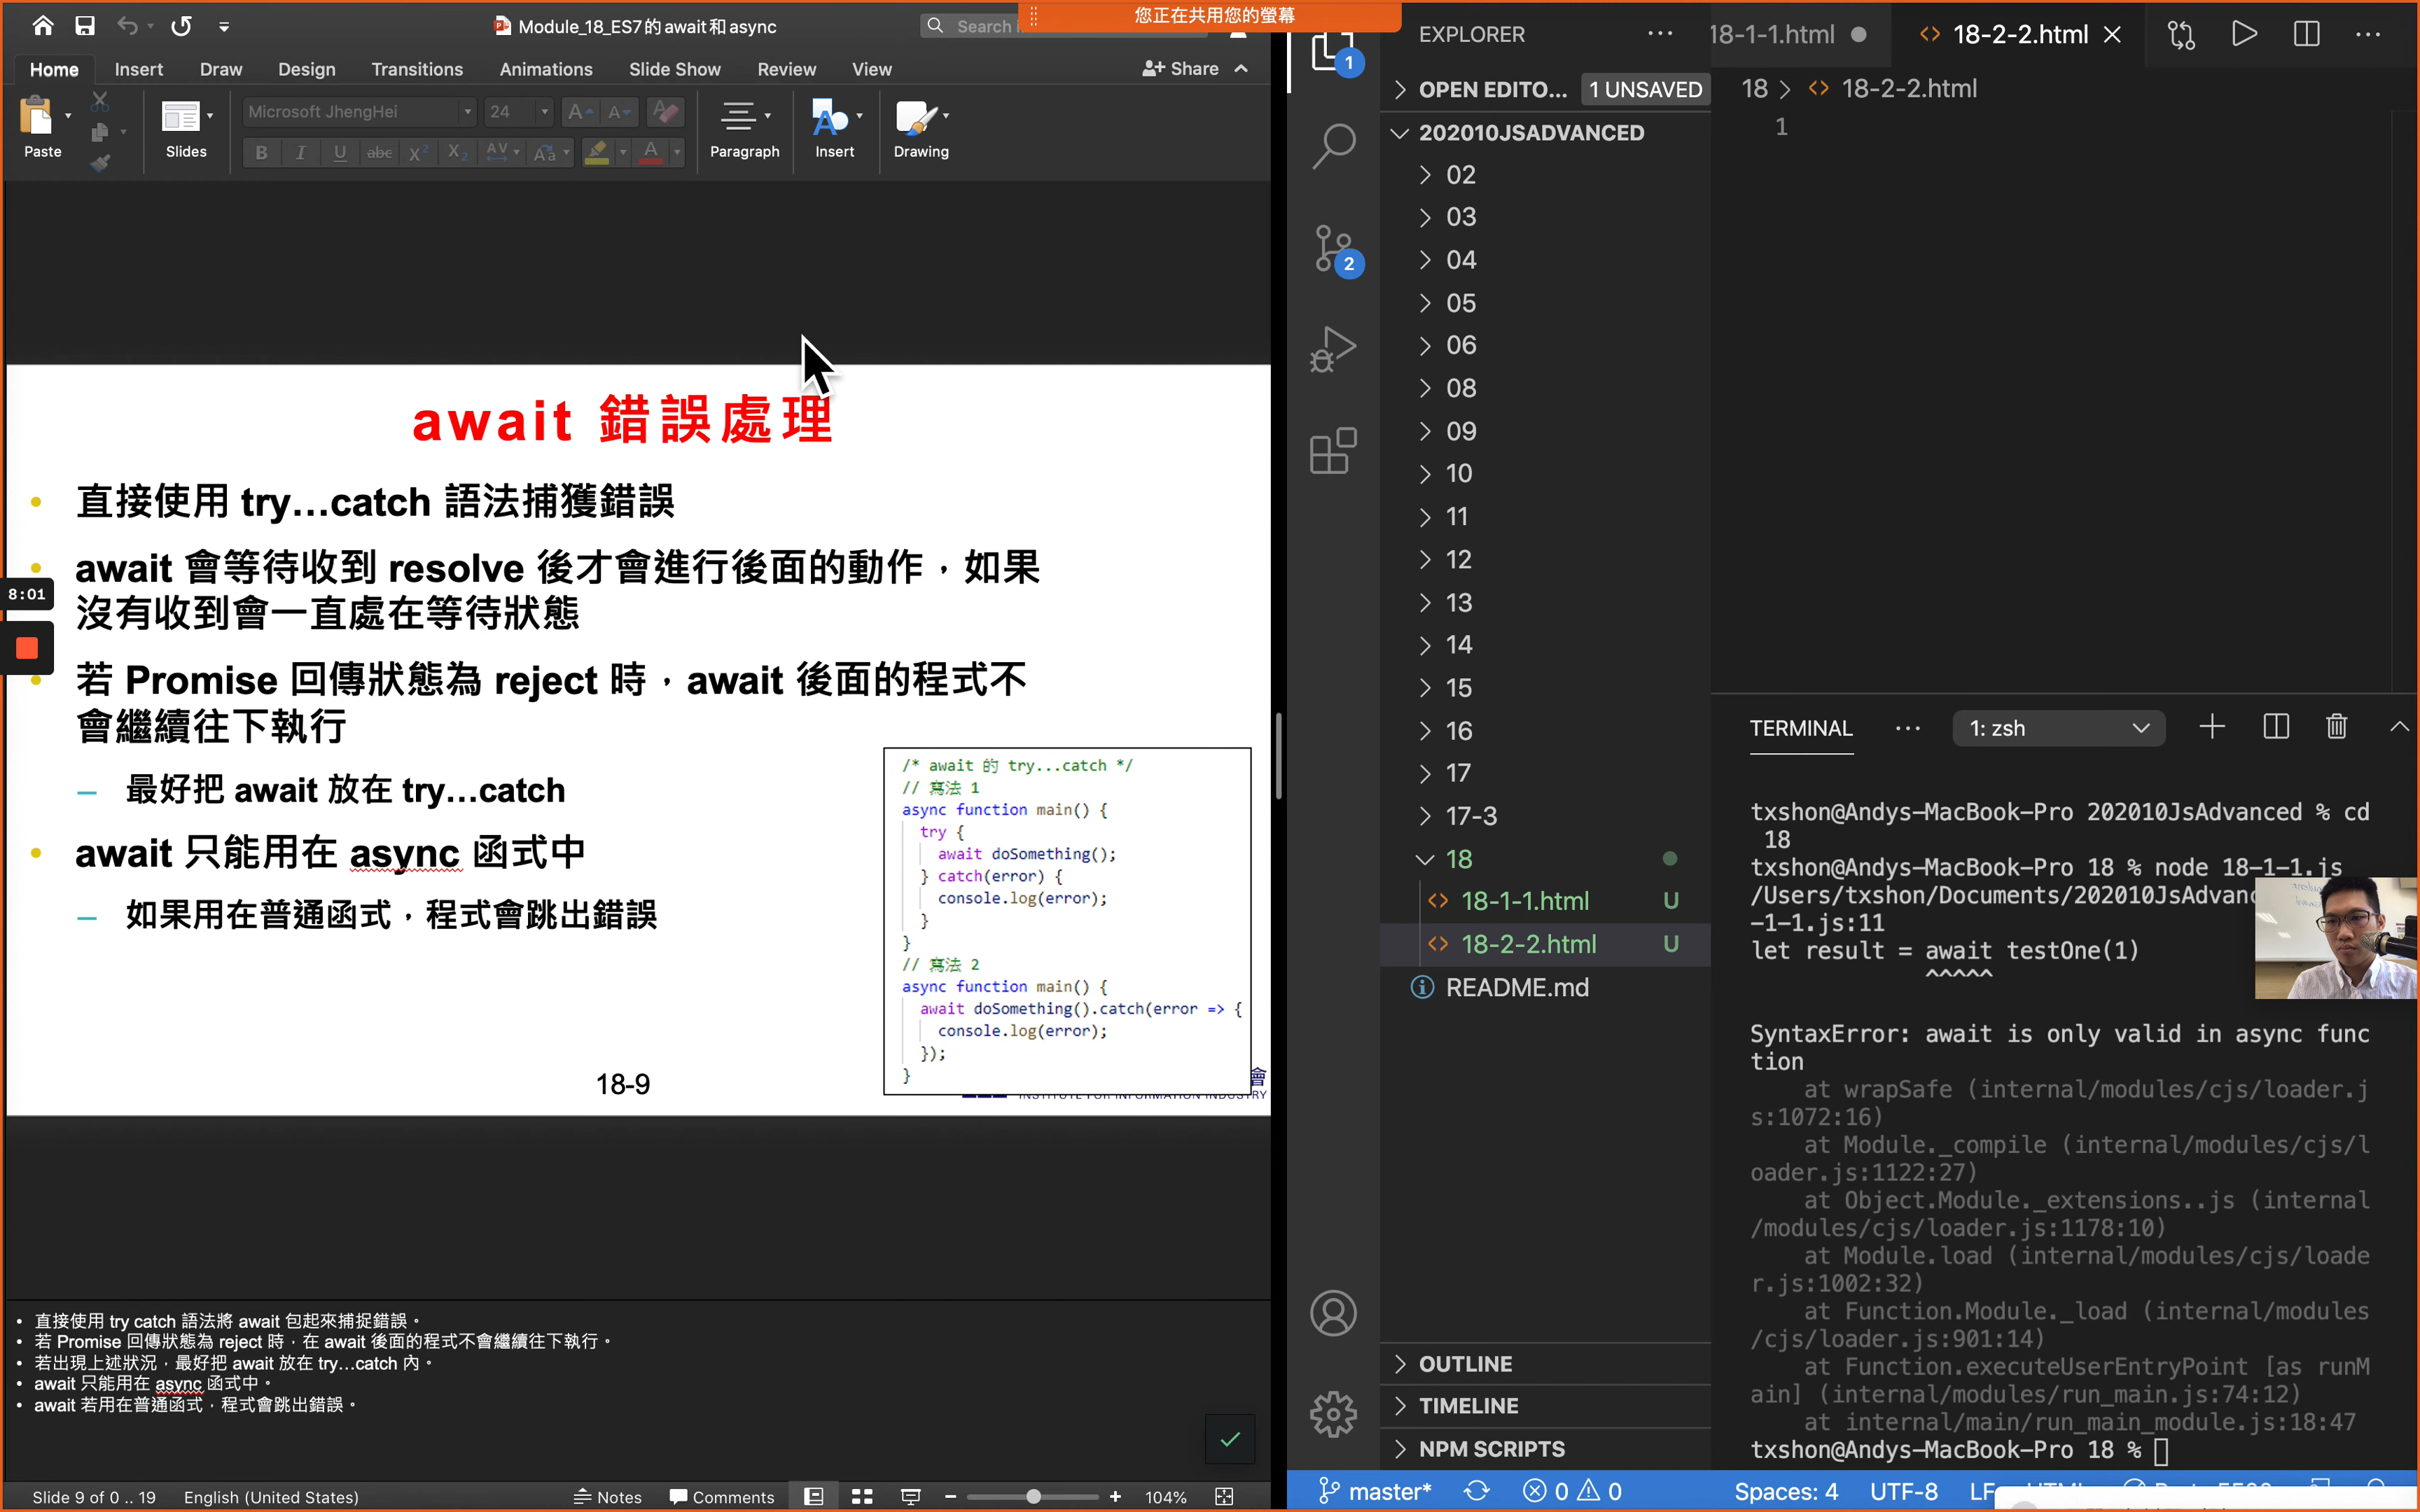 Module_18_ES7的await和async
Search i
您正在共用您的螢幕
Home Insert Draw Design Transitions Animations Slide Show Review View Share
Paste
Slides
Microsoft JhengHei 24
Paragraph
Insert
Drawing
await 錯誤處理
• 直接使用 try…catch 語法捕獲錯誤
• await 會等待收到 resolve 後才會進行後面的動作，如果
沒有收到會一直處在等待狀態
• 若 Promise 回傳狀態為 reject 時，await 後面的程式不
會繼續往下執行
– 最好把 await 放在 try…catch
• await 只能用在 async 函式中
– 如果用在普通函式，程式會跳出錯誤
8:01
/* await 的 try...catch */
// 寫法 1
async function main() {
try {
await doSomething();
} catch(error) {
console.log(error);
}
}
// 寫法 2
async function main() {
await doSomething().catch(error => {
console.log(error);
});
}
18-9
會
INSTITUTE FOR INFORMATION INDUSTRY
• 直接使用 try catch 語法將 await 包起來捕捉錯誤。
• 若 Promise 回傳狀態為 reject 時，在 await 後面的程式不會繼續往下執行。
• 若出現上述狀況，最好把 await 放在 try…catch 內。
• await 只能用在 async 函式中。
• await 若用在普通函式，程式會跳出錯誤。
Slide 9 of 0 .. 19 English (United States) Notes Comments 104%
EXPLORER
OPEN EDITO... 1 UNSAVED
202010JSADVANCED
02
03
04
05
06
08
09
10
11
12
13
14
15
16
17
17-3
18
18-1-1.html U
18-2-2.html U
README.md
OUTLINE
TIMELINE
NPM SCRIPTS
1
2
18-1-1.html 18-2-2.html
18 > 18-2-2.html
1
TERMINAL 1: zsh
txshon@Andys-MacBook-Pro 202010JsAdvanced % cd
18
txshon@Andys-MacBook-Pro 18 % node 18-1-1.js
/Users/txshon/Documents/202010JsAdvanc
-1-1.js:11
let result = await testOne(1)
^^^^^
SyntaxError: await is only valid in async func
tion
at wrapSafe (internal/modules/cjs/loader.j
s:1072:16)
at Module._compile (internal/modules/cjs/l
oader.js:1122:27)
at Object.Module._extensions..js (internal
/modules/cjs/loader.js:1178:10)
at Module.load (internal/modules/cjs/loade
r.js:1002:32)
at Function.Module._load (internal/modules
/cjs/loader.js:901:14)
at Function.executeUserEntryPoint [as runM
ain] (internal/modules/run_main.js:74:12)
at internal/main/run_main_module.js:18:47
txshon@Andys-MacBook-Pro 18 %
master* 0 0 Spaces: 4 UTF-8 LF